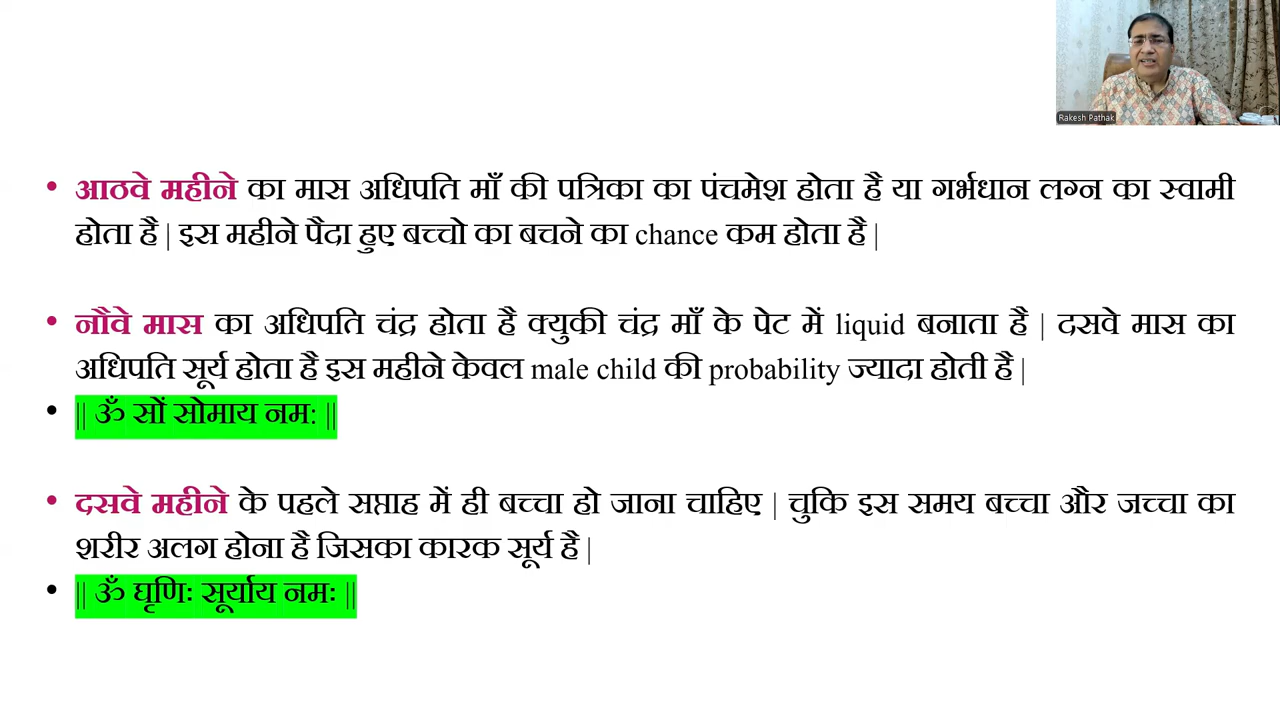 Rakesh Pathak
• आठवे महीने का मास अधिपति माँ की पत्रिका का पंचमेश होता है या गर्भधान लग्न का स्वामी
होता है | इस महीने पैदा हुए बच्चो का बचने का chance कम होता है |
• नौवे मास का अधिपति चंद्र होता है क्युकी चंद्र माँ के पेट में liquid बनाता है | दसवे मास का
अधिपति सूर्य होता है इस महीने केवल male child की probability ज्यादा होती है |
• || ॐ सों सोमाय नम: ||
• दसवे महीने के पहले सप्ताह में ही बच्चा हो जाना चाहिए | चुकि इस समय बच्चा और जच्चा का
शरीर अलग होना है जिसका कारक सूर्य है |
• || ॐ घृणिः सूर्याय नमः ||